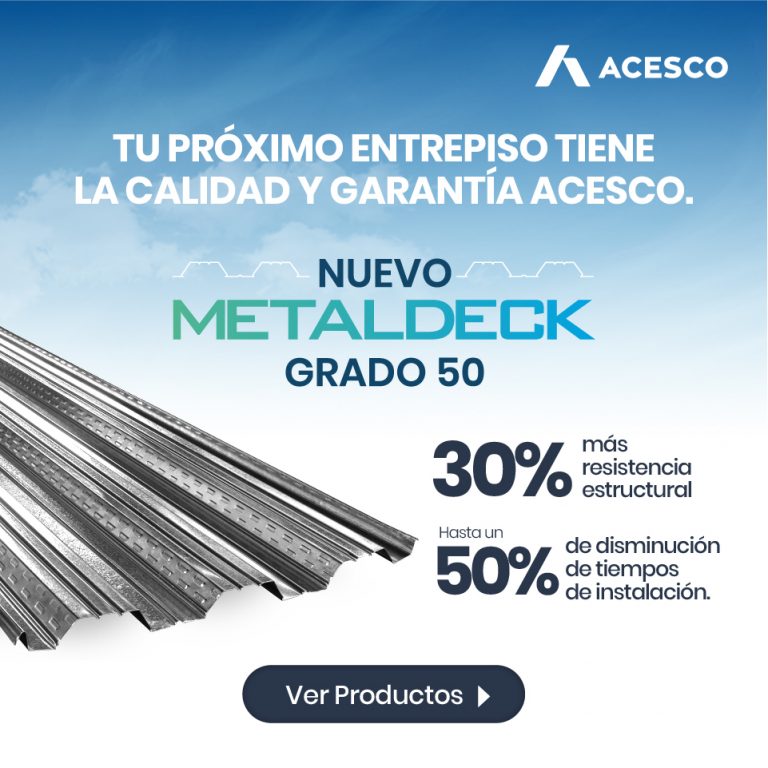 ACESCO
TU PRÓXIMO ENTREPISO TIENE
LA CALIDAD Y GARANTÍA ACESCO.
NUEVO
METALDECK
GRADO 50
30% más
resistencia
estructural
Hasta un
50% de disminución
de tiempos
de instalación.
Ver Productos